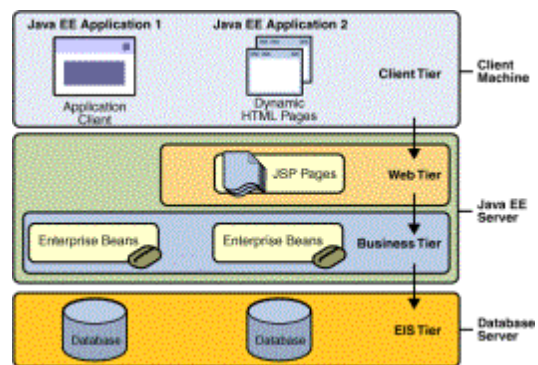 Java EE Application 1
Java EE Application 2
Client Tier
Client
Machine
Application
Client
Dynamic
HTML Pages
JSP Pages
Web Tier
Java EE
Server
Enterprise Beans
Enterprise Beans
Business Tier
Database
Database
EIS Tier
Database
Server